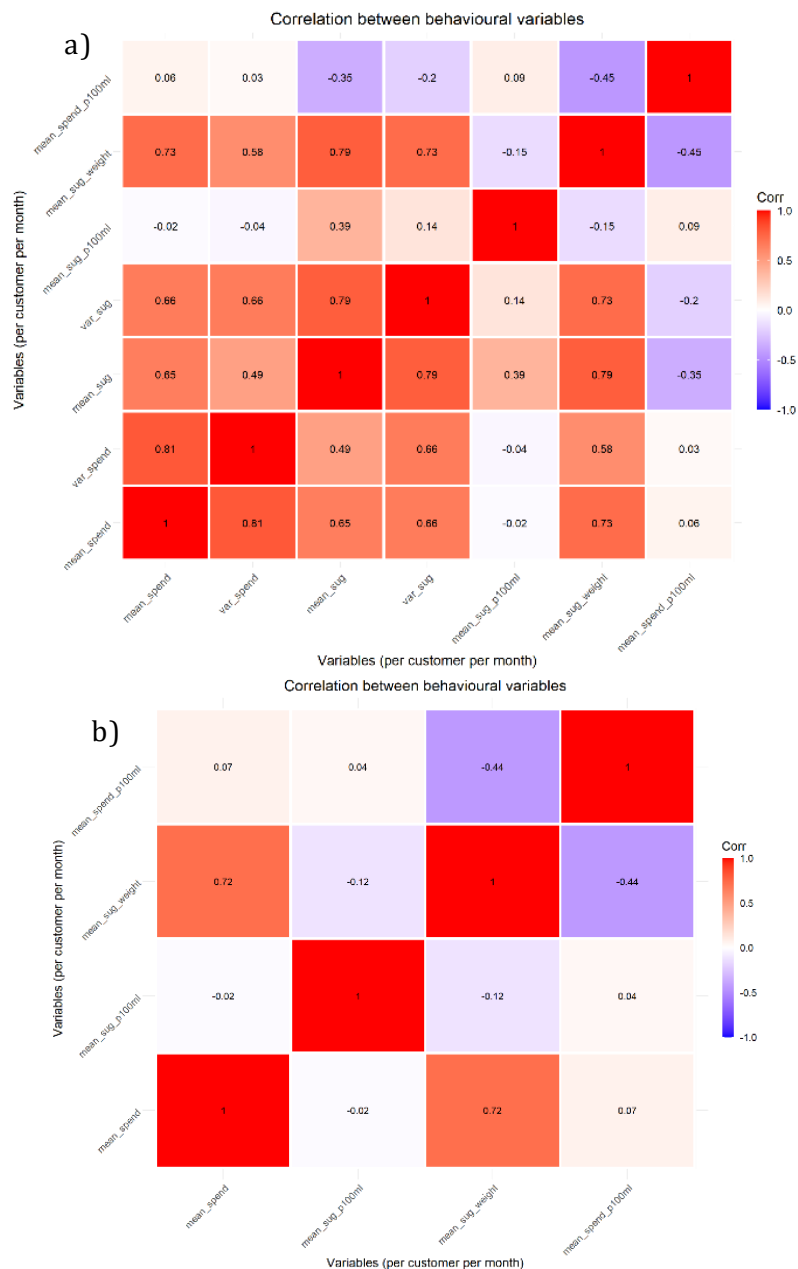 Correlation between behavioural variables
a)
mean_spend_p100ml 0.06 0.03 -0.35 -0.2 0.09 -0.45 1
mean_sug_weight 0.73 0.58 0.79 0.73 -0.15 1 -0.45
mean_sug_p100ml -0.02 -0.04 0.39 0.14 1 -0.15 0.09
var_sug 0.66 0.66 0.79 1 0.14 0.73 -0.2
mean_sug 0.65 0.49 1 0.79 0.39 0.79 -0.35
var_spend 0.81 1 0.49 0.66 -0.04 0.58 0.03
mean_spend 1 0.81 0.65 0.66 -0.02 0.73 0.06
mean_spend var_spend mean_sug var_sug mean_sug_p100ml mean_sug_weight mean_spend_p100ml
Variables (per customer per month)
Variables (per customer per month)
Corr
1.0
0.5
0.0
-0.5
-1.0
Correlation between behavioural variables
b)
mean_spend_p100ml 0.07 0.04 -0.44 1
mean_sug_weight 0.72 -0.12 1 -0.44
mean_sug_p100ml -0.02 1 -0.12 0.04
mean_spend 1 -0.02 0.72 0.07
mean_spend mean_sug_p100ml mean_sug_weight mean_spend_p100ml
Variables (per customer per month)
Variables (per customer per month)
Corr
1.0
0.5
0.0
-0.5
-1.0